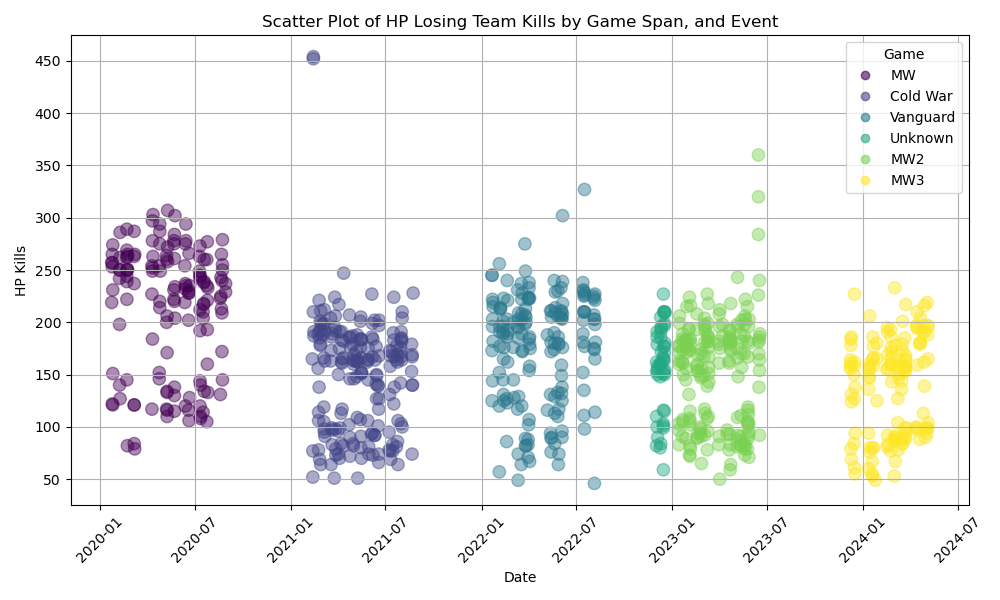 Scatter Plot of HP Losing Team Kills by Game Span, and Event
HP Kills
450
400
350
300
250
200
150
100
50
Game
MW
Cold War
Vanguard
Unknown
MW2
MW3
2020-01
2020-07
2021-01
2021-07
2022-01
2022-07
2023-01
2023-07
2024-01
2024-07
Date